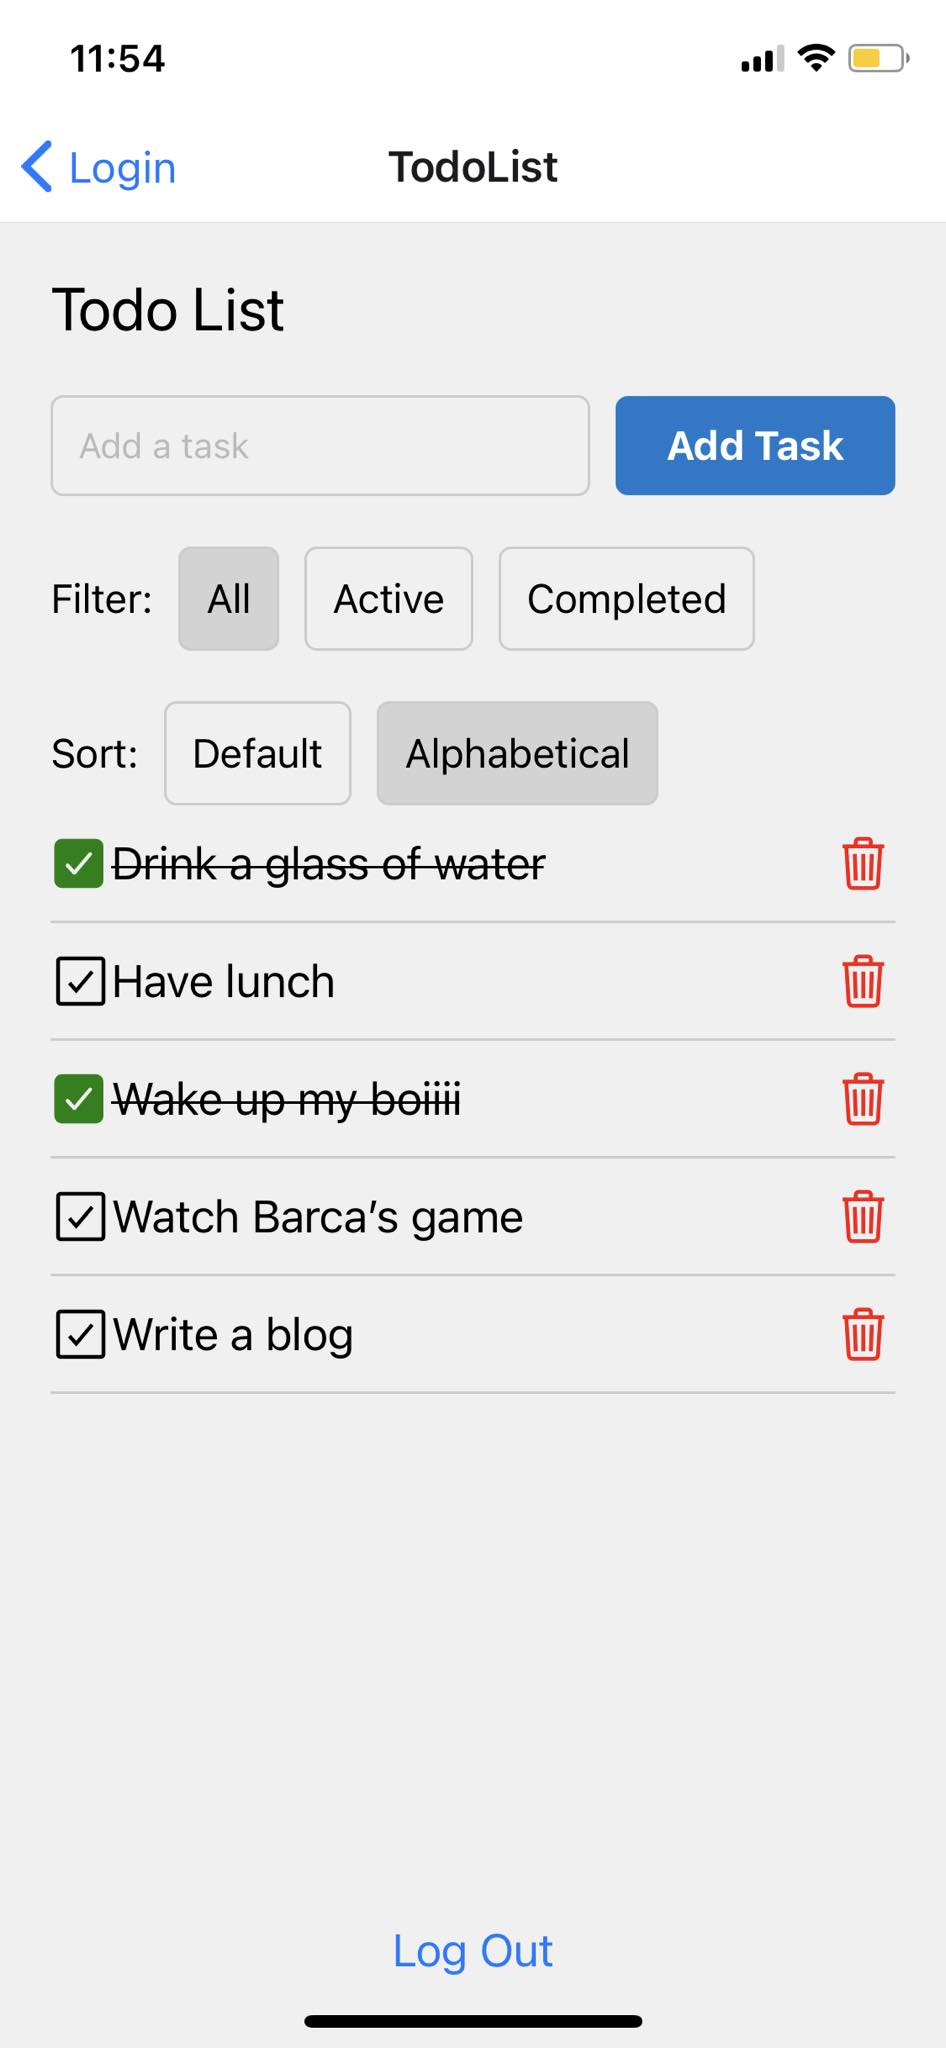 11:54
Login TodoList
Todo List
Add a task Add Task
Filter: All Active Completed
Sort: Default Alphabetical
Drink a glass of water
Have lunch
Wake up my boiiii
Watch Barca’s game
Write a blog
Log Out